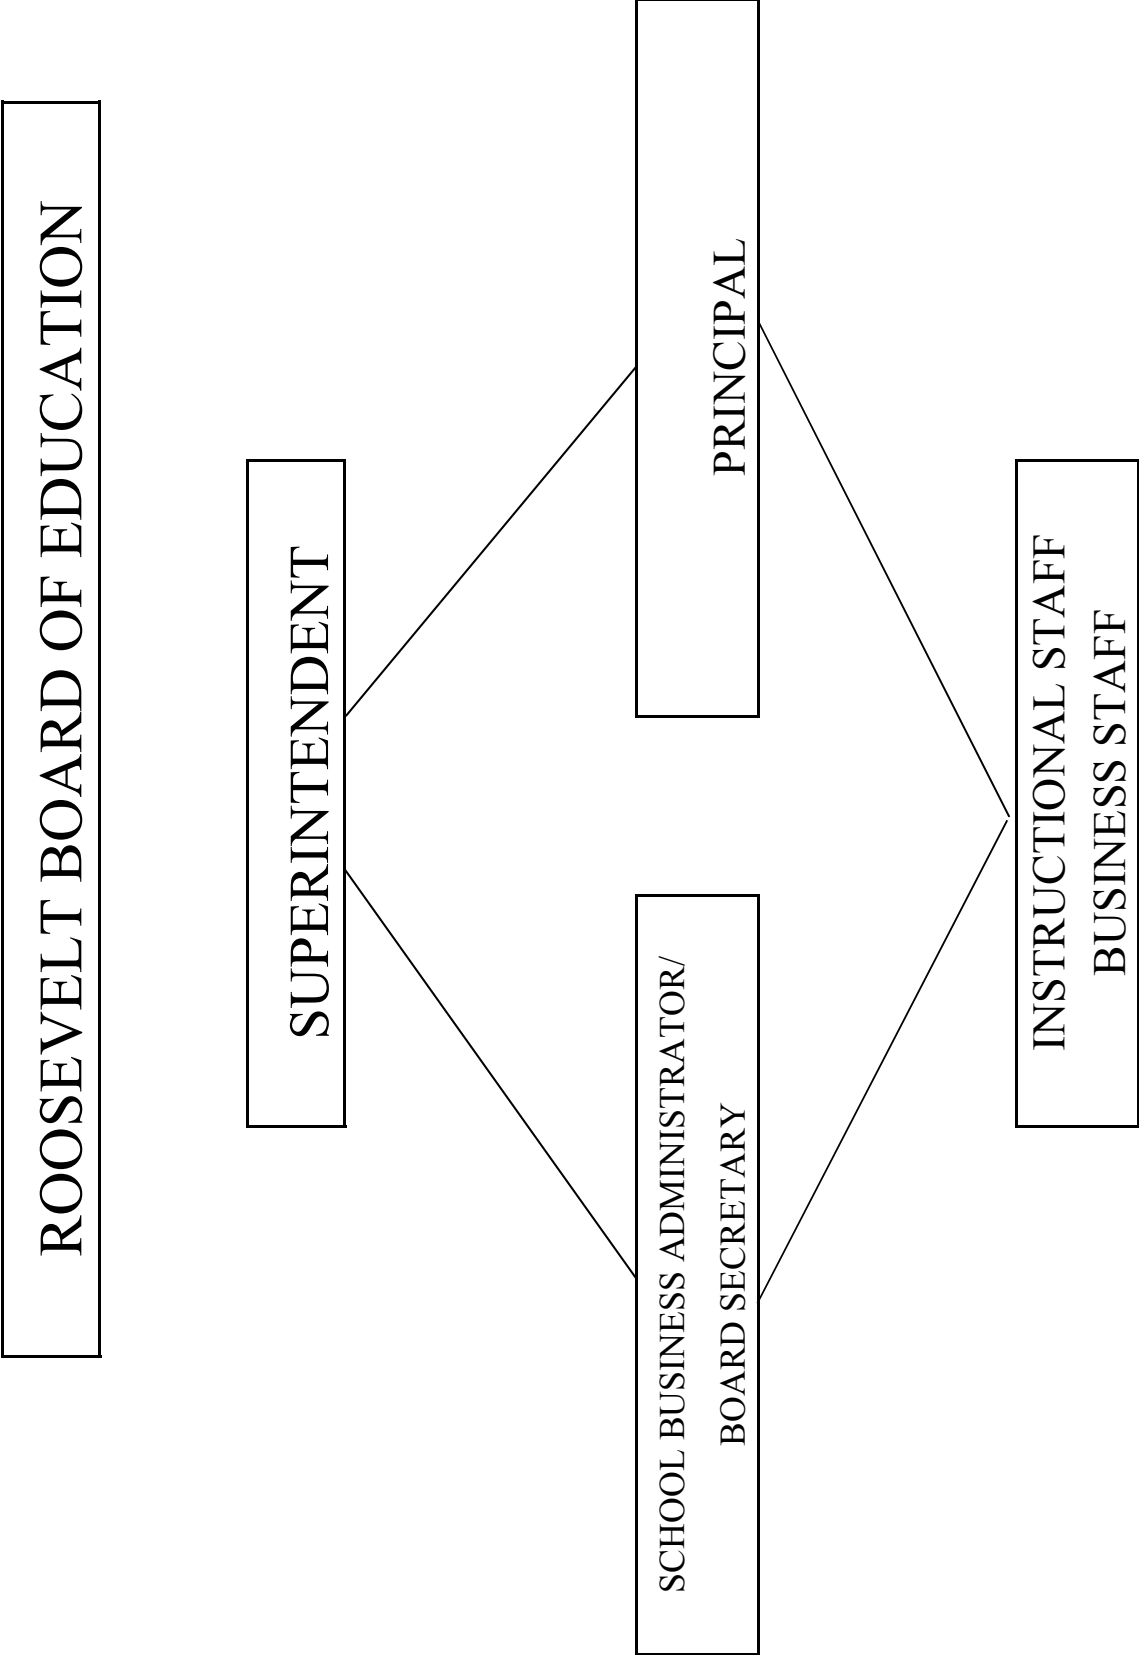 ROOSEVELT BOARD OF EDUCATION
SUPERINTENDENT
SCHOOL BUSINESS ADMINISTRATOR/
BOARD SECRETARY
PRINCIPAL
INSTRUCTIONAL STAFF
BUSINESS STAFF